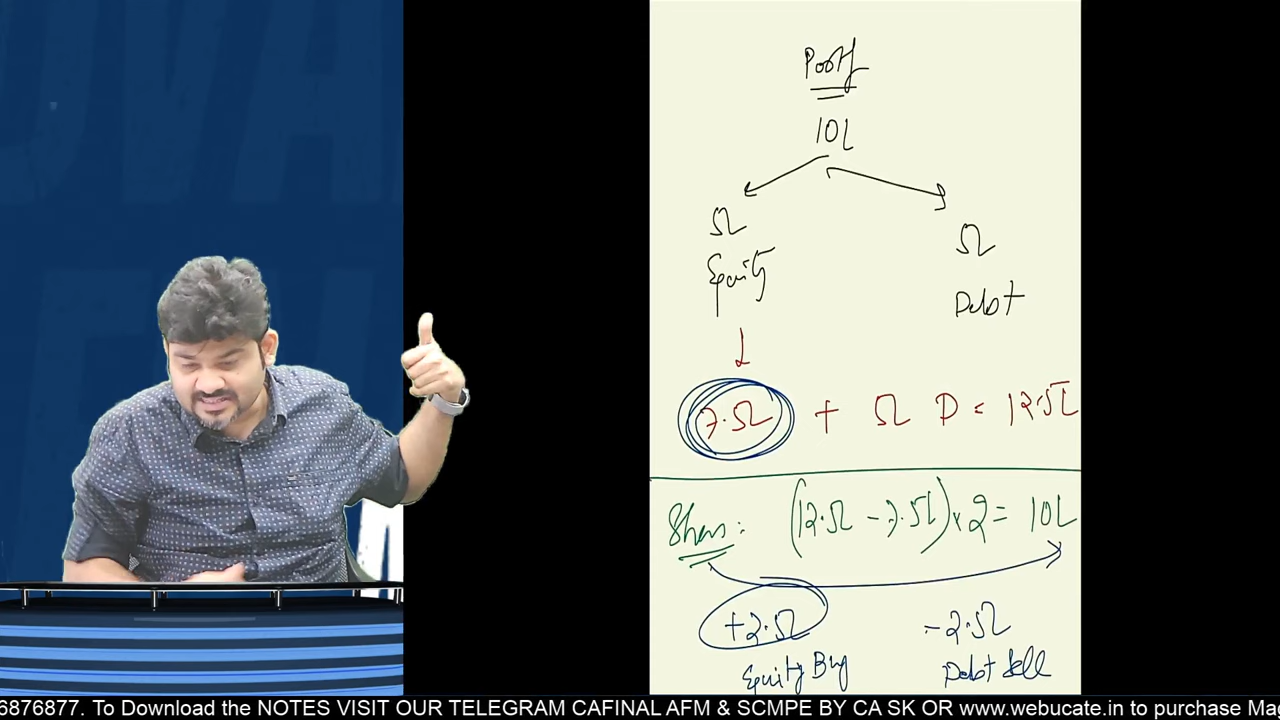 Portf
10L
5L
5L
Equity
Debt
7.5L + 5L D = 12.5L
Shares: (12.5L - 7.5L) × 2 = 10L
+2.5L
-2.5L
Equity Buy
Debt Sell
6876877. To Download the NOTES VISIT OUR TELEGRAM CAFINAL AFM & SCMPE BY CA SK OR www.webucate.in to purchase Ma